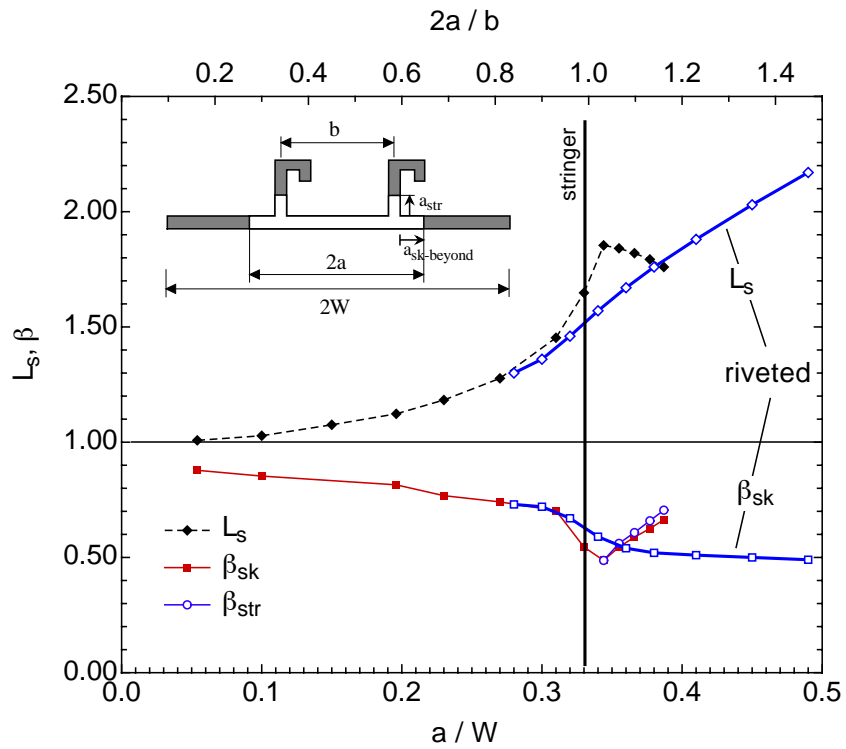 2a / b
0.2 0.4 0.6 0.8 1.0 1.2 1.4
2.50
2.00
1.50
1.00
0.50
0.00
L_s, β
b
a_str
a_sk-beyond
2a
2W
stringer
L_s
riveted
β_sk
L_s
β_sk
β_str
0.0 0.1 0.2 0.3 0.4 0.5
a / W